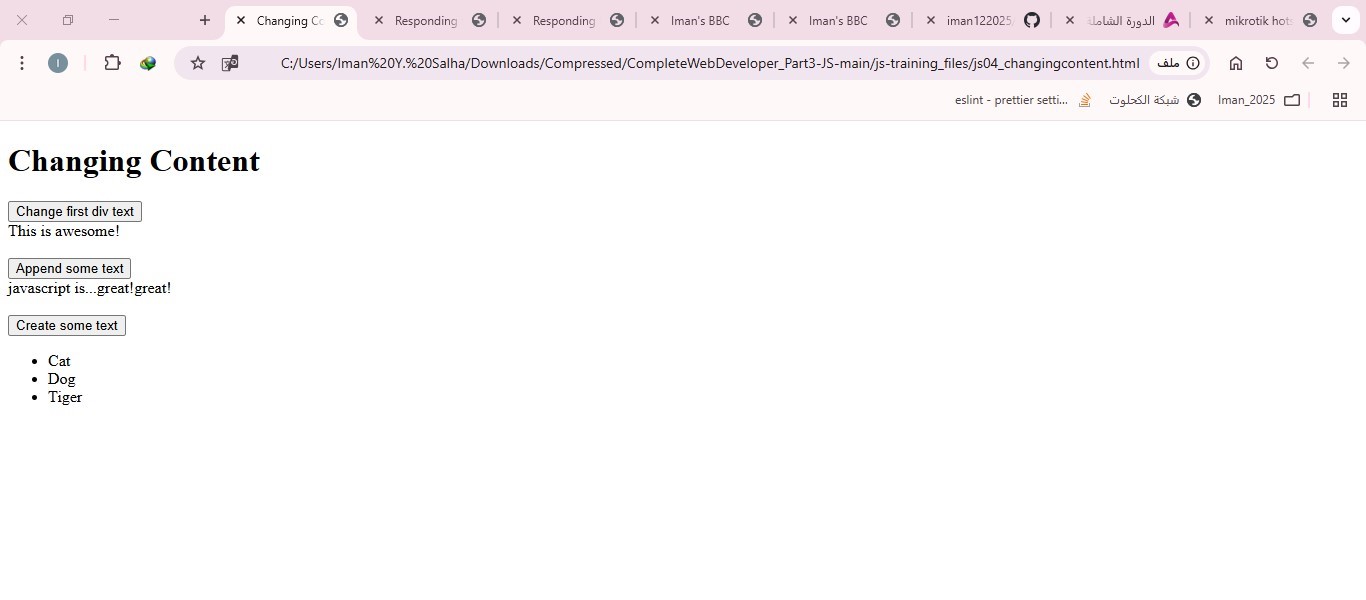 Changing Co
Responding
Responding
Iman's BBC
Iman's BBC
iman122025
الدورة الشاملة
mikrotik hots
I
C:/Users/Iman%20Y.%20Salha/Downloads/Compressed/CompleteWebDeveloper_Part3-JS-main/js-training_files/js04_changingcontent.html
ملف
eslint - prettier setti...
شبكة الكحلوت
Iman_2025
Changing Content
Change first div text
This is awesome!
Append some text
javascript is...great!great!
Create some text
• Cat
• Dog
• Tiger